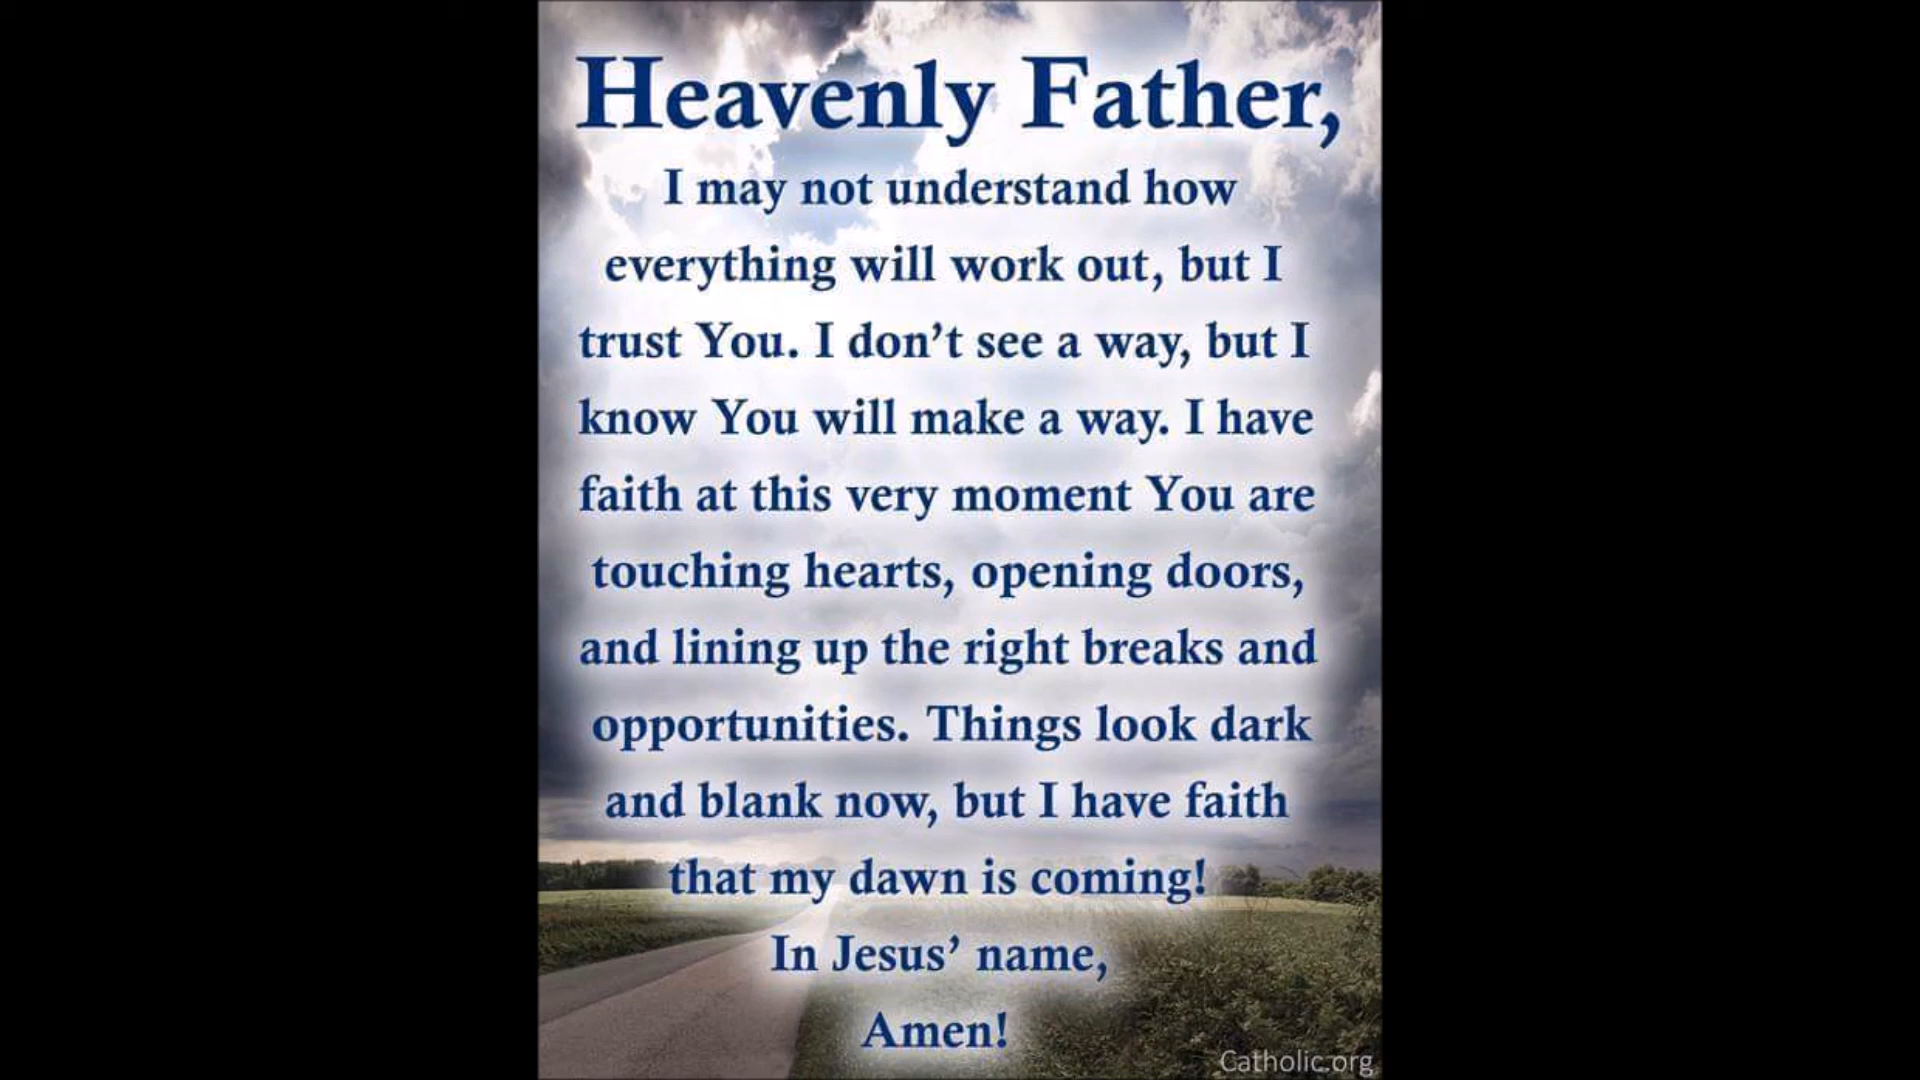 Heavenly Father,
I may not understand how
everything will work out, but I
trust You. I don’t see a way, but I
know You will make a way. I have
faith at this very moment You are
touching hearts, opening doors,
and lining up the right breaks and
opportunities. Things look dark
and blank now, but I have faith
that my dawn is coming!
In Jesus’ name,
Amen!
Catholic.org